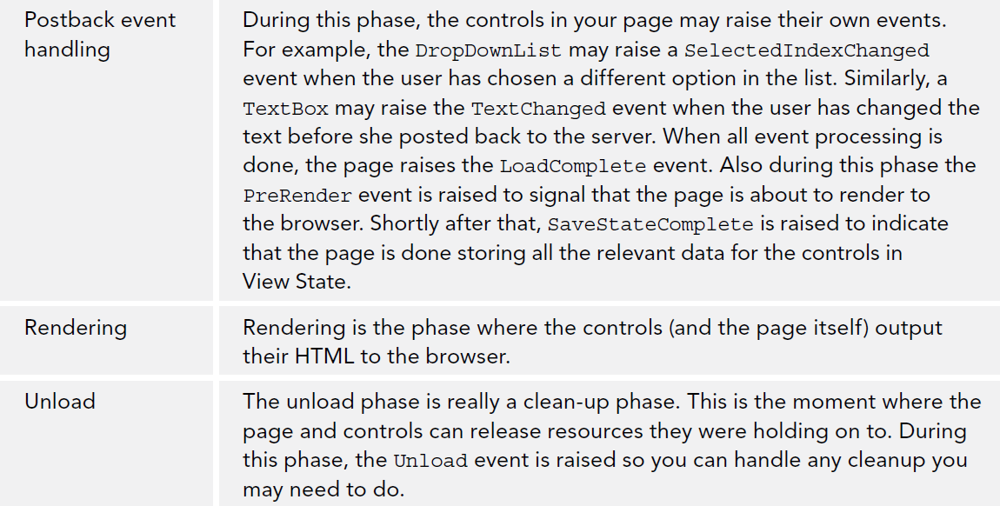 Postback event
handling
During this phase, the controls in your page may raise their own events.
For example, the DropDownList may raise a SelectedIndexChanged
event when the user has chosen a different option in the list. Similarly, a
TextBox may raise the TextChanged event when the user has changed the
text before she posted back to the server. When all event processing is
done, the page raises the LoadComplete event. Also during this phase the
PreRender event is raised to signal that the page is about to render to
the browser. Shortly after that, SaveStateComplete is raised to indicate
that the page is done storing all the relevant data for the controls in
View State.
Rendering
Rendering is the phase where the controls (and the page itself) output
their HTML to the browser.
Unload
The unload phase is really a clean-up phase. This is the moment where the
page and controls can release resources they were holding on to. During
this phase, the Unload event is raised so you can handle any cleanup you
may need to do.